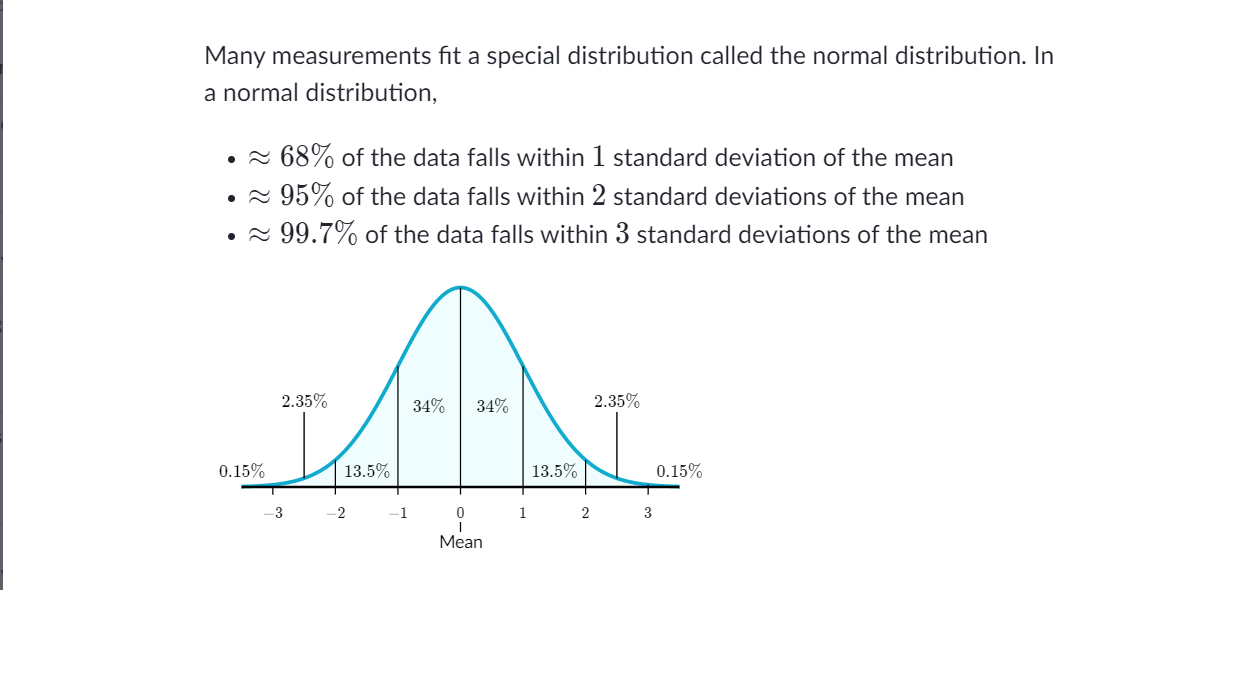 Many measurements fit a special distribution called the normal distribution. In
a normal distribution,
• ≈ 68% of the data falls within 1 standard deviation of the mean
• ≈ 95% of the data falls within 2 standard deviations of the mean
• ≈ 99.7% of the data falls within 3 standard deviations of the mean
2.35% 2.35%
34% 34%
0.15% 13.5% 13.5% 0.15%
−3 −2 −1 0 1 2 3
Mean